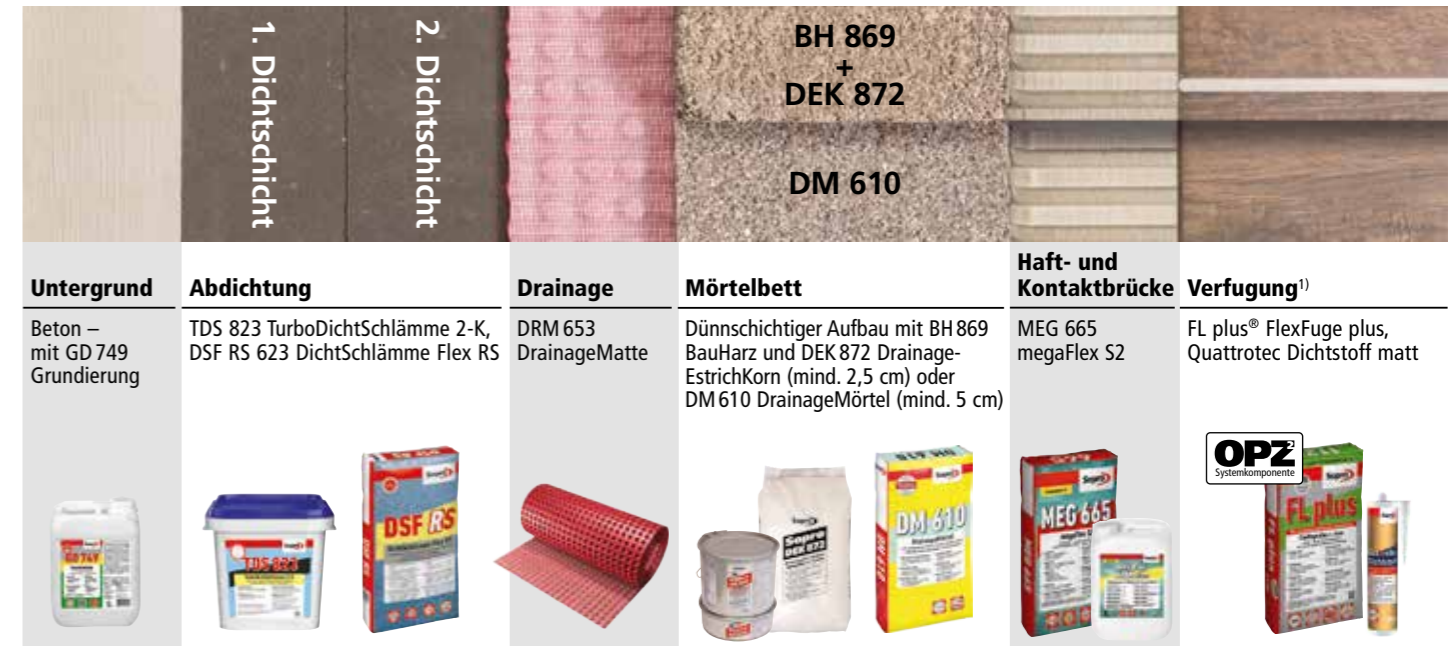 1. Dichtschicht
2. Dichtschicht
BH 869
+
DEK 872
DM 610
Untergrund
Beton –
mit GD 749
Grundierung
Abdichtung
TDS 823 TurboDichtSchlämme 2-K,
DSF RS 623 DichtSchlämme Flex RS
Drainage
DRM 653
DrainageMatte
Mörtelbett
Dünnschichtiger Aufbau mit BH 869
BauHarz und DEK 872 Drainage-
EstrichKorn (mind. 2,5 cm) oder
DM 610 DrainageMörtel (mind. 5 cm)
Haft- und
Kontaktbrücke
MEG 665
megaFlex S2
Verfugung¹⁾
FL plus® FlexFuge plus,
Quattrotec Dichtstoff matt
GD 749
TDS 823
DSF RS
Sopro
DEK 872
DM 610
MEG 665
OPZ²
Systemkomponente
FL plus